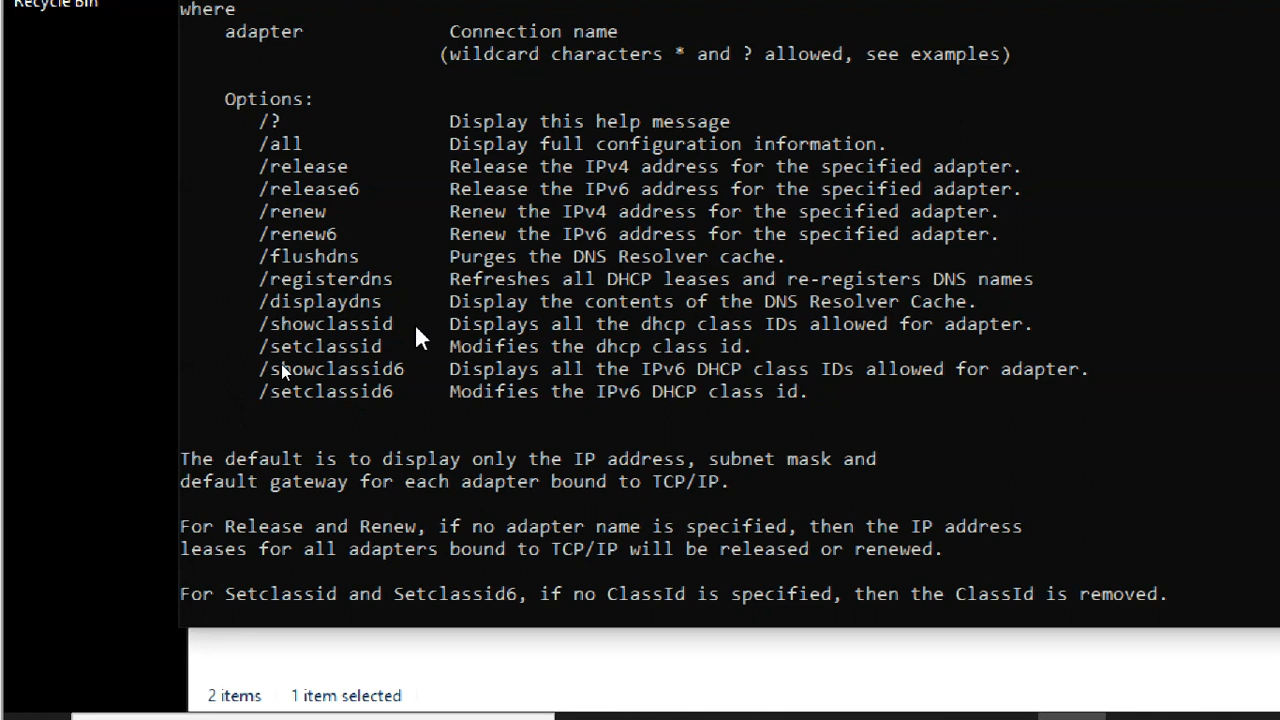 Recycle Bin
where
adapter Connection name
(wildcard characters * and ? allowed, see examples)
Options:
/? Display this help message
/all Display full configuration information.
/release Release the IPv4 address for the specified adapter.
/release6 Release the IPv6 address for the specified adapter.
/renew Renew the IPv4 address for the specified adapter.
/renew6 Renew the IPv6 address for the specified adapter.
/flushdns Purges the DNS Resolver cache.
/registerdns Refreshes all DHCP leases and re-registers DNS names
/displaydns Display the contents of the DNS Resolver Cache.
/showclassid Displays all the dhcp class IDs allowed for adapter.
/setclassid Modifies the dhcp class id.
/showclassid6 Displays all the IPv6 DHCP class IDs allowed for adapter.
/setclassid6 Modifies the IPv6 DHCP class id.
The default is to display only the IP address, subnet mask and
default gateway for each adapter bound to TCP/IP.
For Release and Renew, if no adapter name is specified, then the IP address
leases for all adapters bound to TCP/IP will be released or renewed.
For Setclassid and Setclassid6, if no ClassId is specified, then the ClassId is removed.
2 items 1 item selected